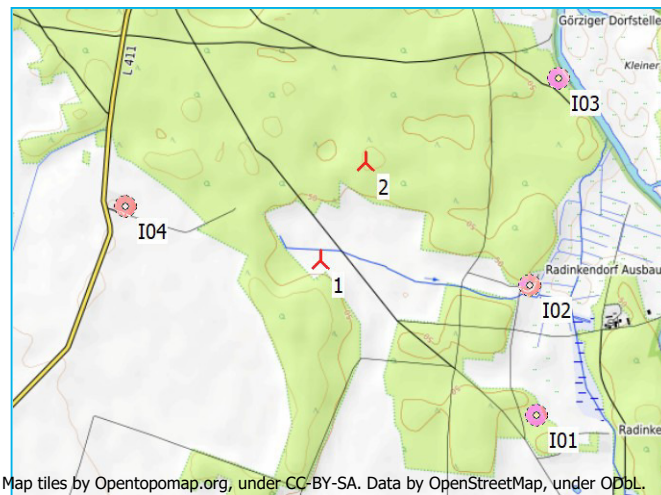 Görziger Dorfstelle
L 411
Kleiner
I03
2
I04
Radinkendorf Ausbau
1
I02
I01
Radinke
Map tiles by Opentopomap.org, under CC-BY-SA. Data by OpenStreetMap, under ODbL.